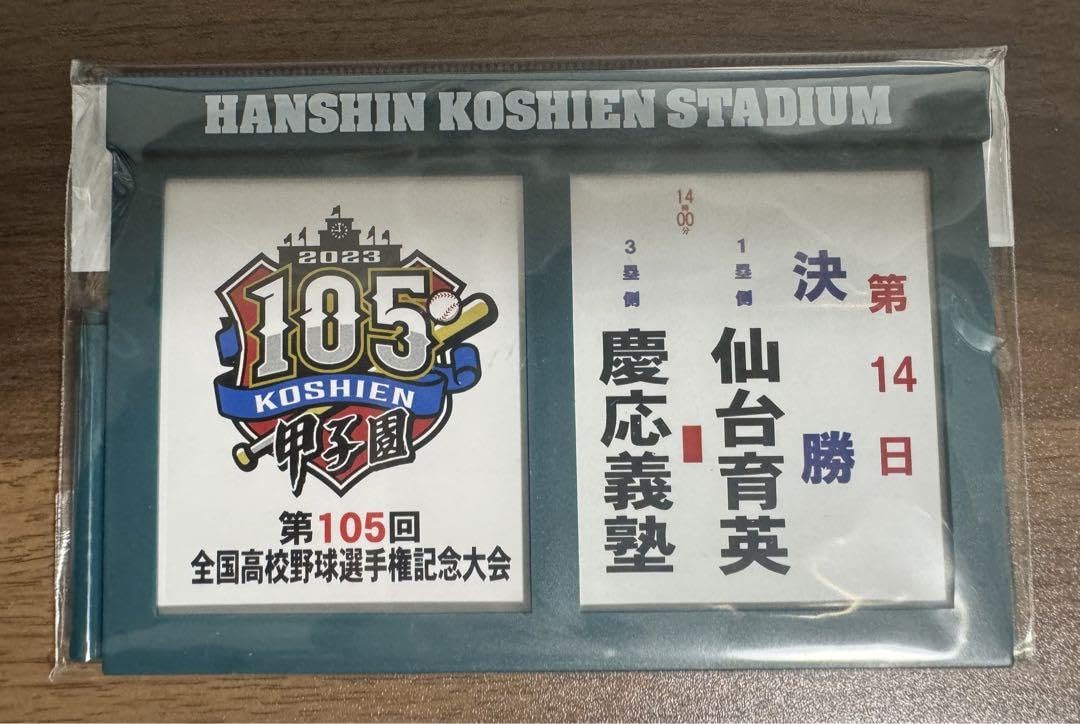 HANSHIN KOSHIEN STADIUM
2023
105
KOSHIEN
甲子園
第105回
全国高校野球選手権記念大会
第14日
決勝
1塁側
仙台育英
14時00分
3塁側
慶応義塾